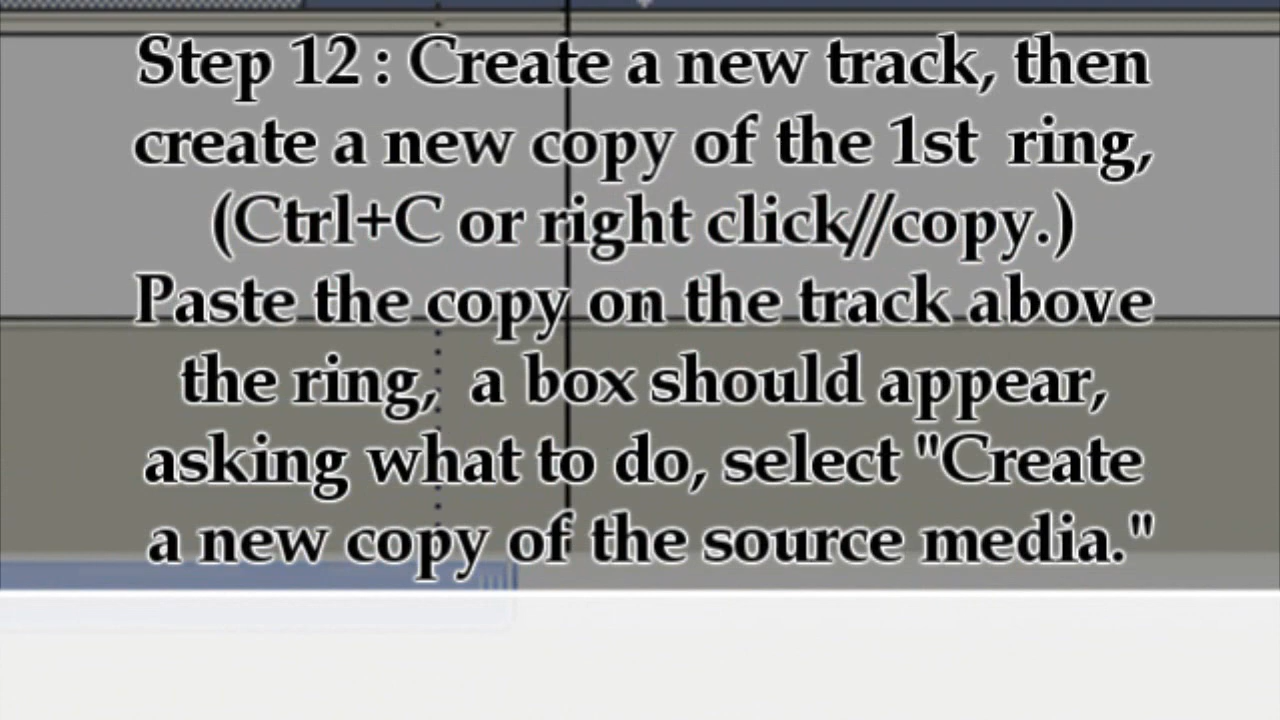 Step 12 : Create a new track, then
create a new copy of the 1st  ring,
(Ctrl+C or right click//copy.)
Paste the copy on the track above
the ring,  a box should appear,
asking what to do, select "Create
a new copy of the source media."